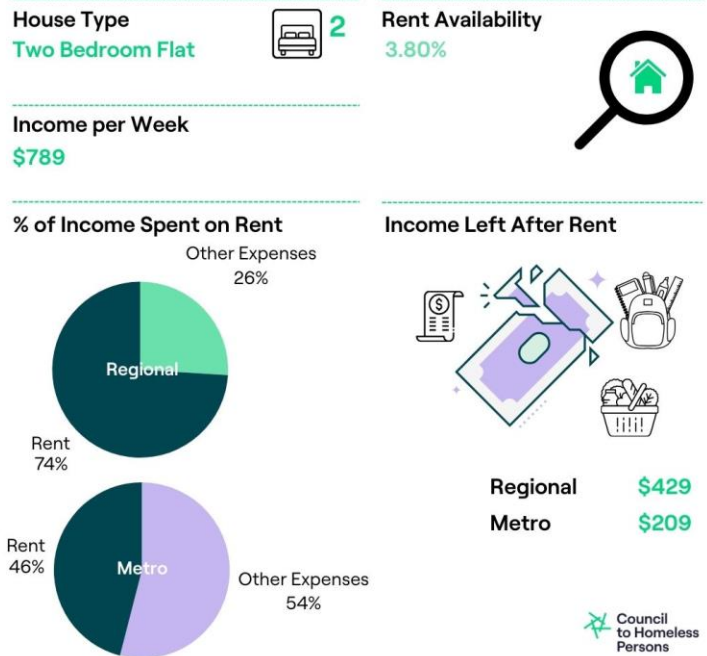 House Type
Two Bedroom Flat
2
Rent Availability
3.80%
Income per Week
$789
% of Income Spent on Rent
Other Expenses
26%
Regional
Rent
74%
Rent
46%
Metro
Other Expenses
54%
Income Left After Rent
$
Regional $429
Metro $209
Council
to Homeless
Persons